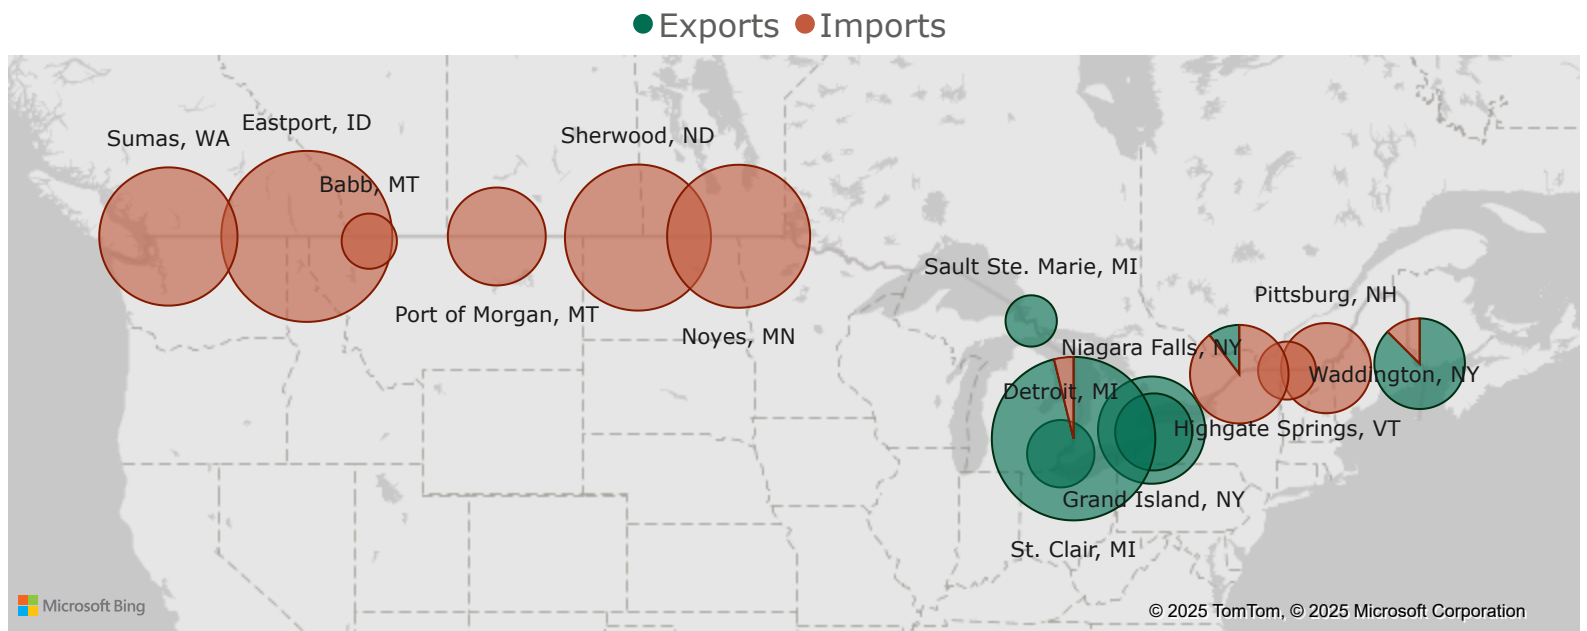 Exports Imports
Eastport, ID
Sumas, WA
Sherwood, ND
Babb, MT
Sault Ste. Marie, MI
Pittsburg, NH
Port of Morgan, MT
Noyes, MN
Niagara Falls, NY
Waddington, NY
Detroit, MI
Highgate Springs, VT
Grand Island, NY
St. Clair, MI
Microsoft Bing
© 2025 TomTom, © 2025 Microsoft Corporation